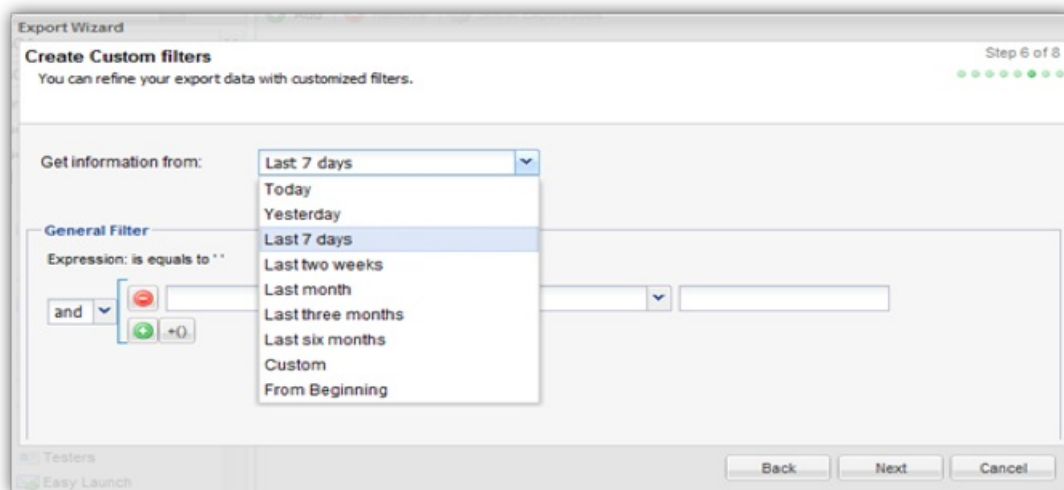 Add
Export Wizard
Create Custom filters
Step 6 of 8
You can refine your export data with customized filters.
Get information from:
Last 7 days
Today
Yesterday
General Filter
Last 7 days
Expression: is equals to ' '
Last two weeks
Last month
and
Last three months
+()
Last six months
Custom
From Beginning
Testers
Back
Next
Cancel
Easy Launch